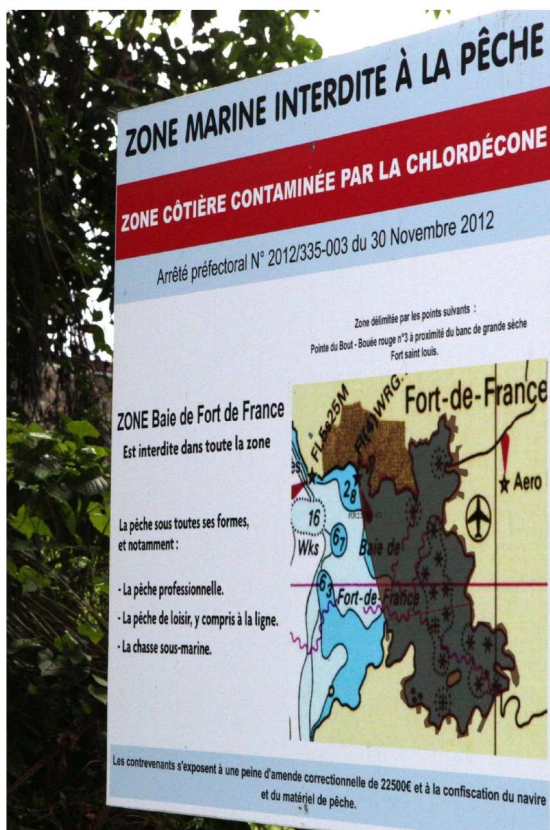 ZONE MARINE INTERDITE À LA PÊCHE
ZONE CÔTIÈRE CONTAMINÉE PAR LA CHLORDÉCONE
Arrêté préfectoral N° 2012/335-003 du 30 Novembre 2012
Zone délimitée par les points suivants :
Pointe du Bout - Bouée rouge n°3 à proximité du banc de grande sèche
Fort saint louis.
ZONE Baie de Fort de France
Est interdite dans toute la zone
La pêche sous toutes ses formes,
et notamment :
- La pêche professionnelle.
- La pêche de loisir, y compris à la ligne.
- La chasse sous-marine.
Fl.5s25M
Fl(4)WRG.
Fort-de-France
Aero
28
16
Wks
67
Baie de
63
Fort-de-France
Les contrevenants s'exposent à une peine d'amende correctionnelle de 22500€ et à la confiscation du navire
et du matériel de pêche.